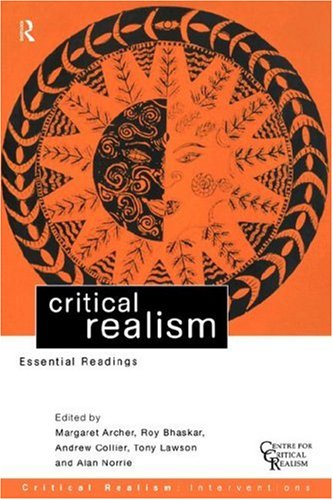 R
critical
realism
Essential Readings
Edited by
Margaret Archer, Roy Bhaskar,
Andrew Collier, Tony Lawson
and Alan Norrie
CENTRE FOR
CRITICAL
REALISM
Critical Realism: Interventions